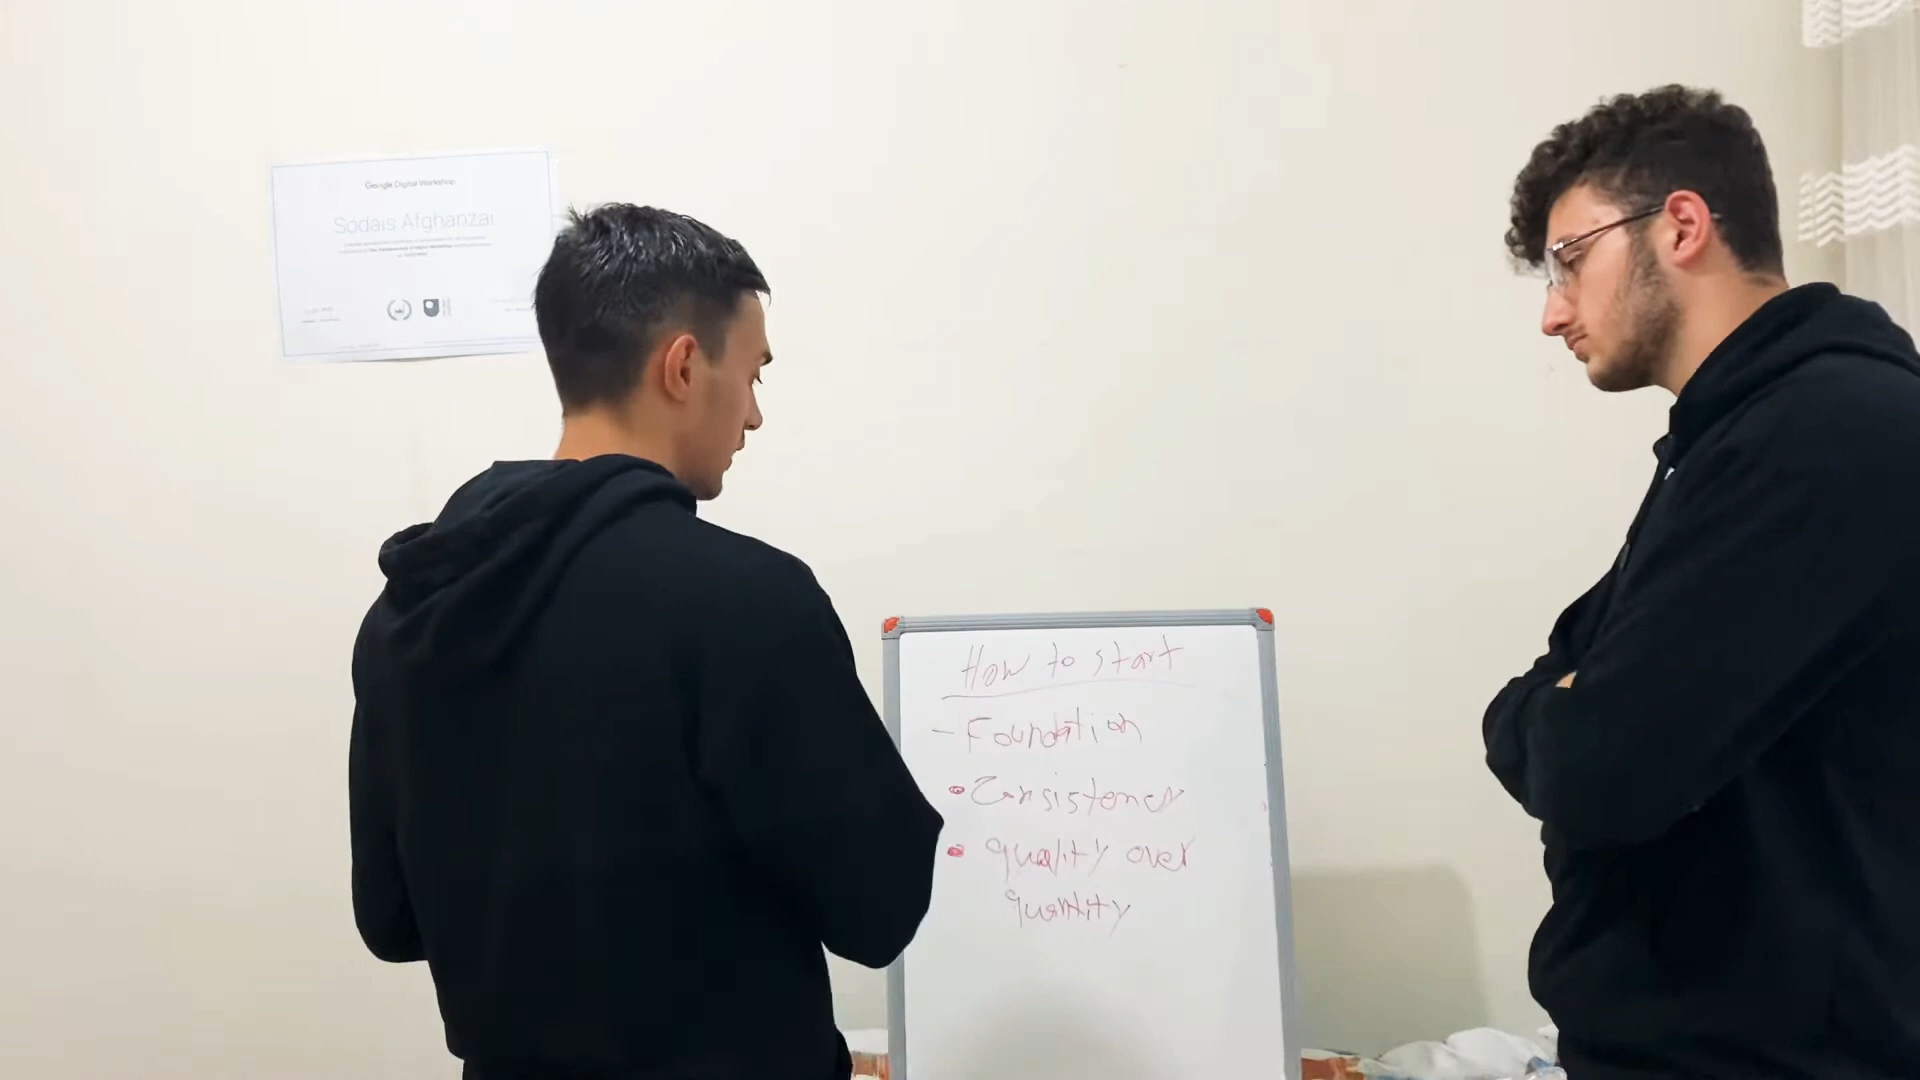 Google Digital Workshop
Sodais Afghanzai
How to start
- Foundation
• Consistency
• quality over
quantity